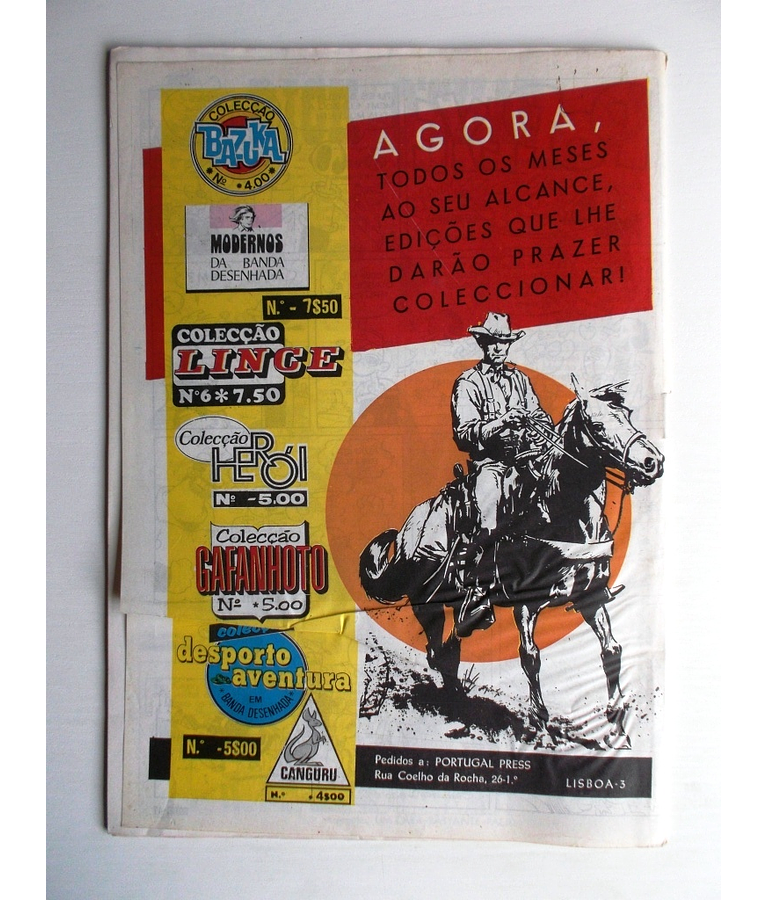 COLECÇÃO
BAZUKA
Nº * 4.00
MODERNOS
DA BANDA
DESENHADA
N.º - 7$50
COLECÇÃO
LINCE
Nº6*7.50
Colecção
HERÓI
Nº -5.00
Colecção
GAFANHOTO
Nº *5.00
desporto
aventura
EM
BANDA DESENHADA
N.º -5$00
CANGURU
N.º . 4$00
AGORA,
TODOS OS MESES
AO SEU ALCANCE,
EDIÇÕES QUE LHE
DARÃO PRAZER
COLECCIONAR!
Pedidos a: PORTUGAL PRESS
Rua Coelho da Rocha, 26-1.º
LISBOA-3